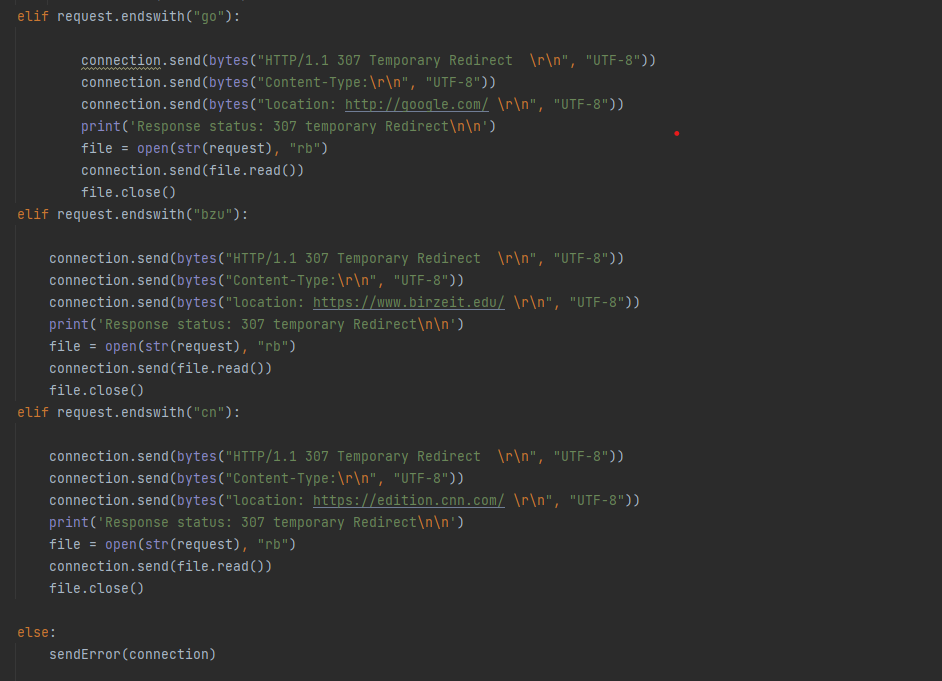 elif request.endswith("go"):
connection.send(bytes("HTTP/1.1 307 Temporary Redirect  \r\n", "UTF-8"))
connection.send(bytes("Content-Type:\r\n", "UTF-8"))
connection.send(bytes("location: http://google.com/ \r\n", "UTF-8"))
print('Response status: 307 temporary Redirect\n\n')
file = open(str(request), "rb")
connection.send(file.read())
file.close()
elif request.endswith("bzu"):
connection.send(bytes("HTTP/1.1 307 Temporary Redirect  \r\n", "UTF-8"))
connection.send(bytes("Content-Type:\r\n", "UTF-8"))
connection.send(bytes("location: https://www.birzeit.edu/ \r\n", "UTF-8"))
print('Response status: 307 temporary Redirect\n\n')
file = open(str(request), "rb")
connection.send(file.read())
file.close()
elif request.endswith("cn"):
connection.send(bytes("HTTP/1.1 307 Temporary Redirect  \r\n", "UTF-8"))
connection.send(bytes("Content-Type:\r\n", "UTF-8"))
connection.send(bytes("location: https://edition.cnn.com/ \r\n", "UTF-8"))
print('Response status: 307 temporary Redirect\n\n')
file = open(str(request), "rb")
connection.send(file.read())
file.close()
else:
sendError(connection)